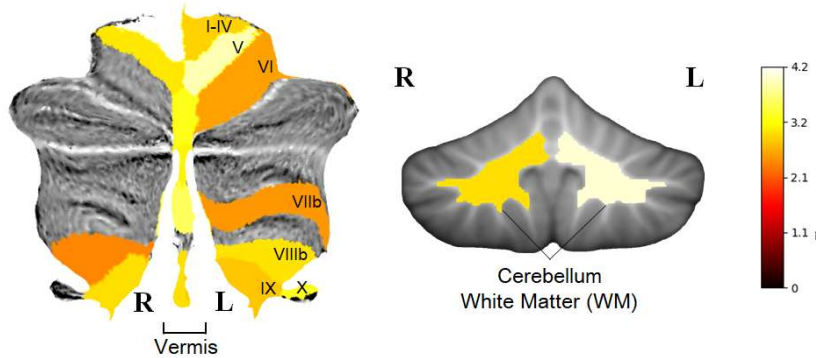 I-IV
V
VI
VIIb
VIIIb
IX
X
R
L
Vermis
R
L
Cerebellum
White Matter (WM)
4.2
3.2
2.1
1.1
0